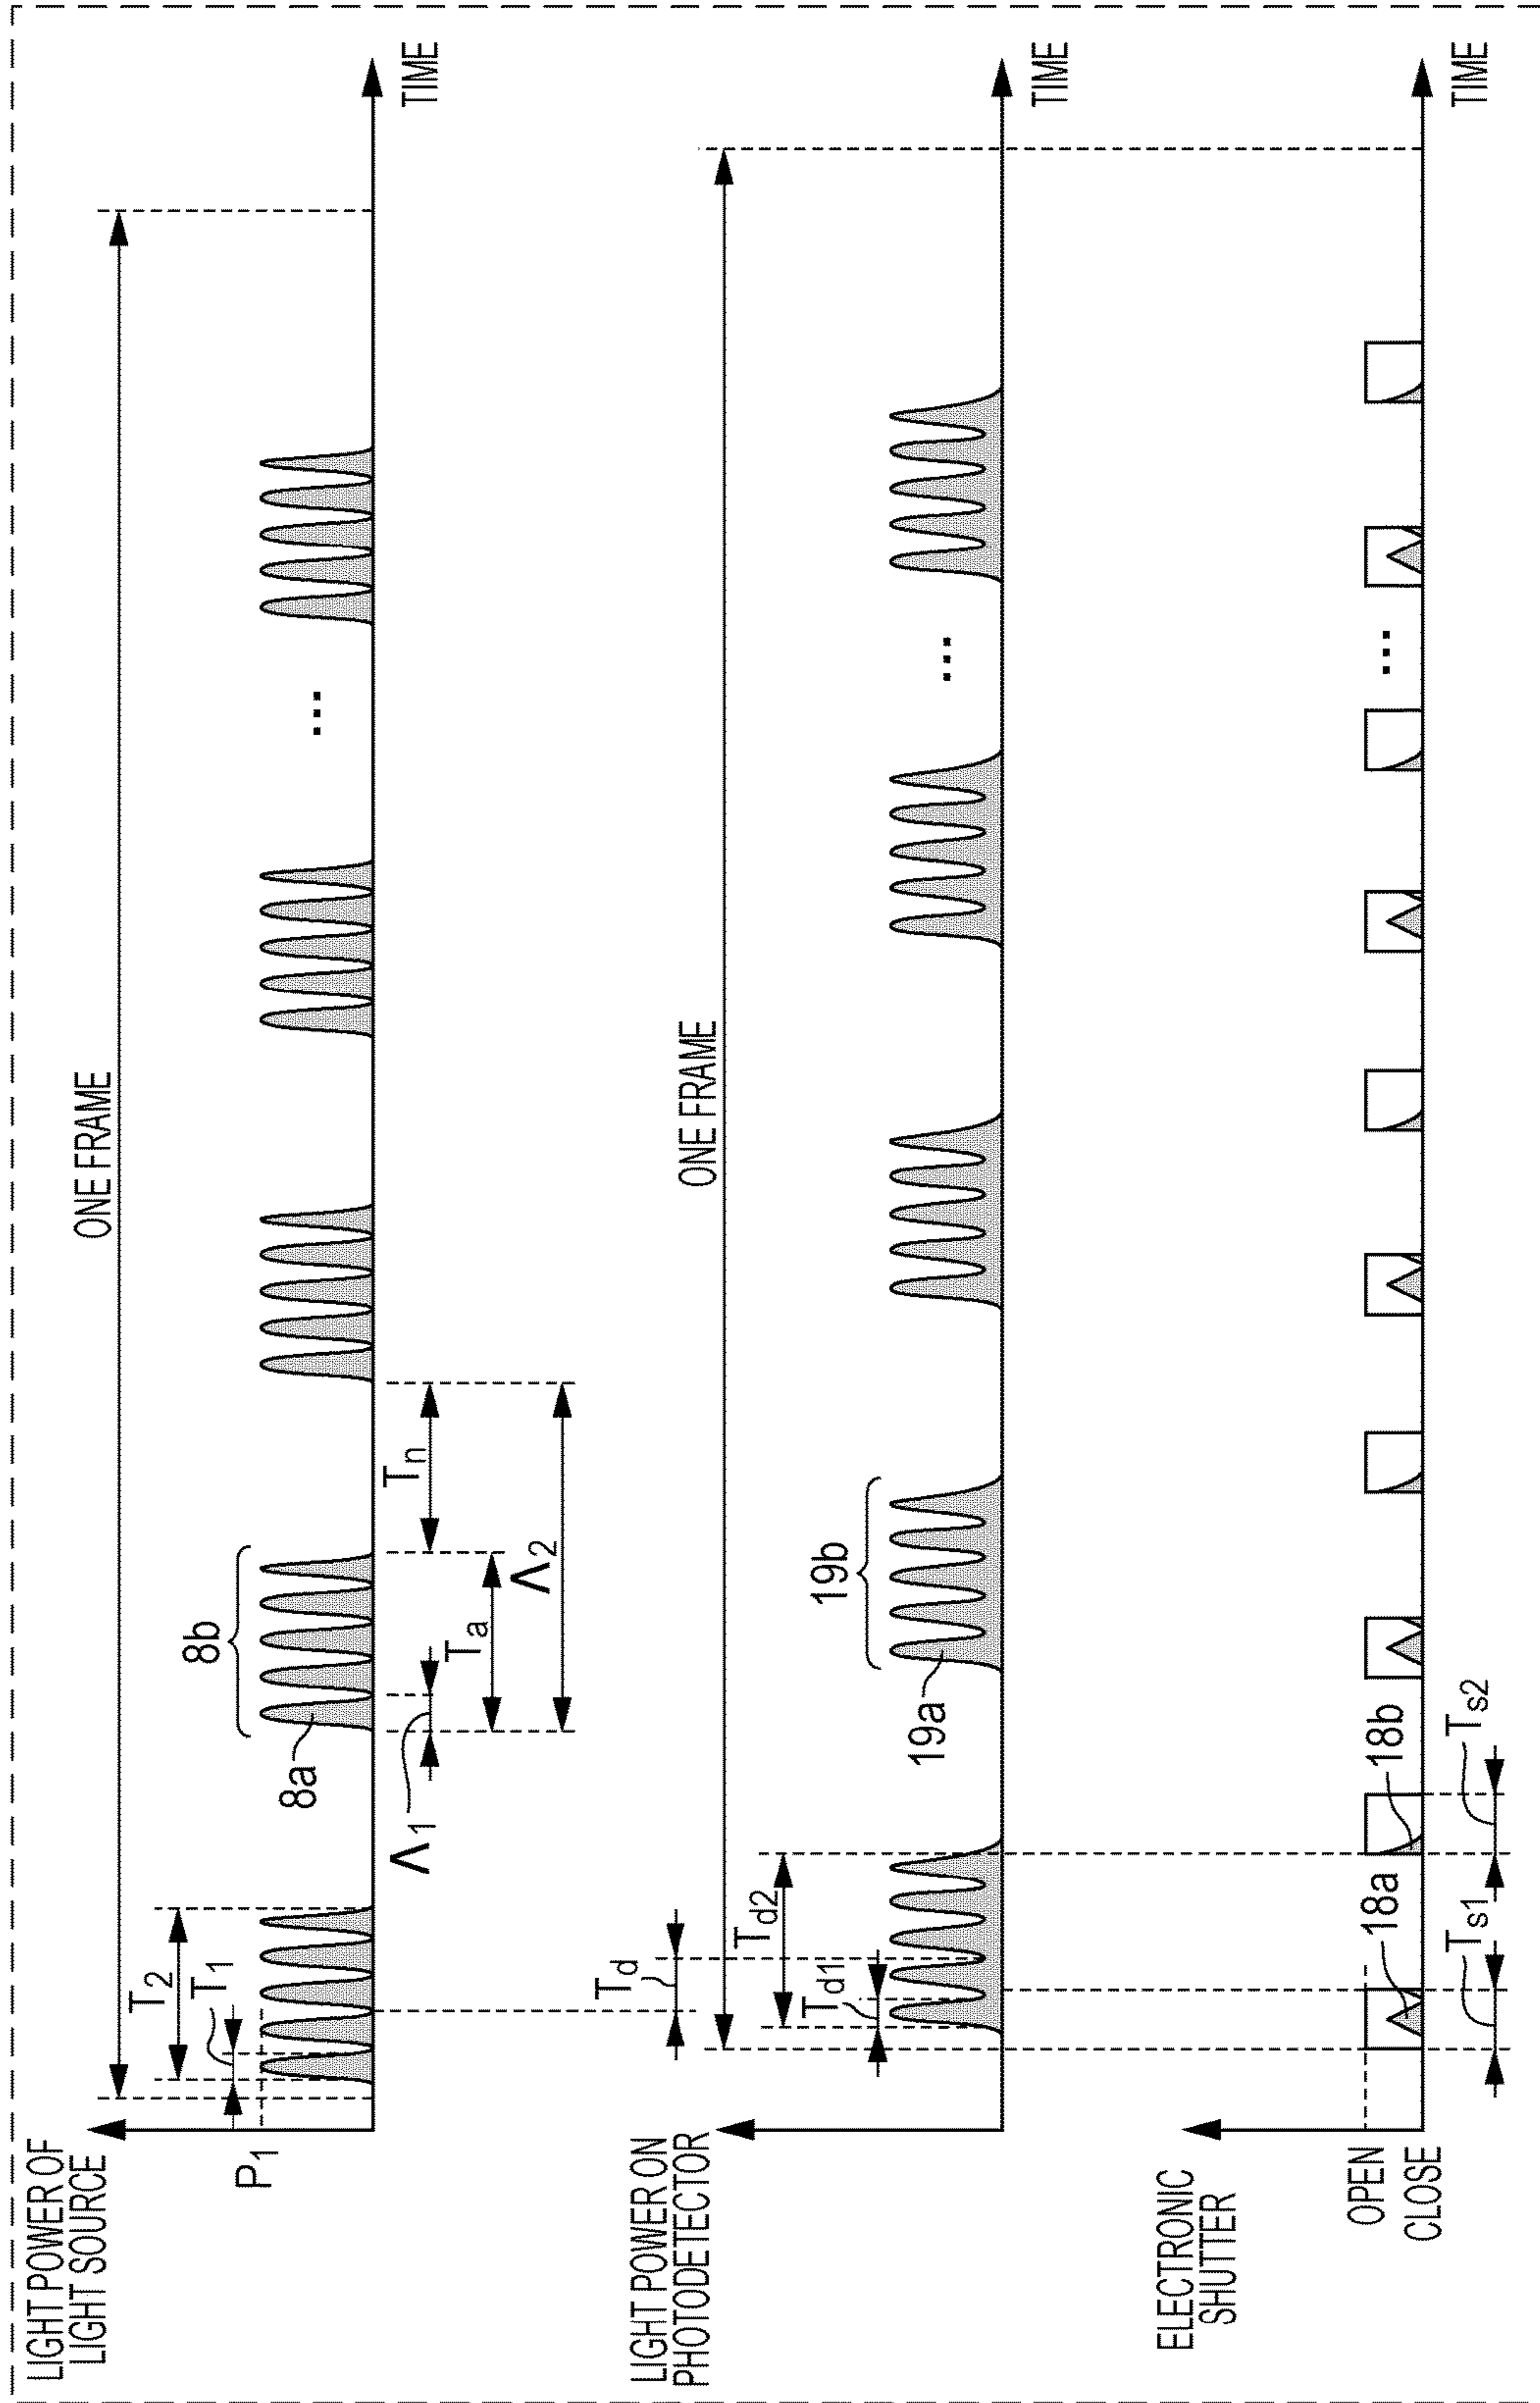 LIGHT POWER OF
LIGHT SOURCE
P1
ONE FRAME
T2
T1
8b
8a
Λ1
Ta
Tn
Λ2
TIME
LIGHT POWER ON
PHOTODETECTOR
ONE FRAME
Td
Td2
Td1
19b
19a
TIME
ELECTRONIC
SHUTTER
OPEN
CLOSE
18a
18b
Ts1
Ts2
TIME
...
...
...